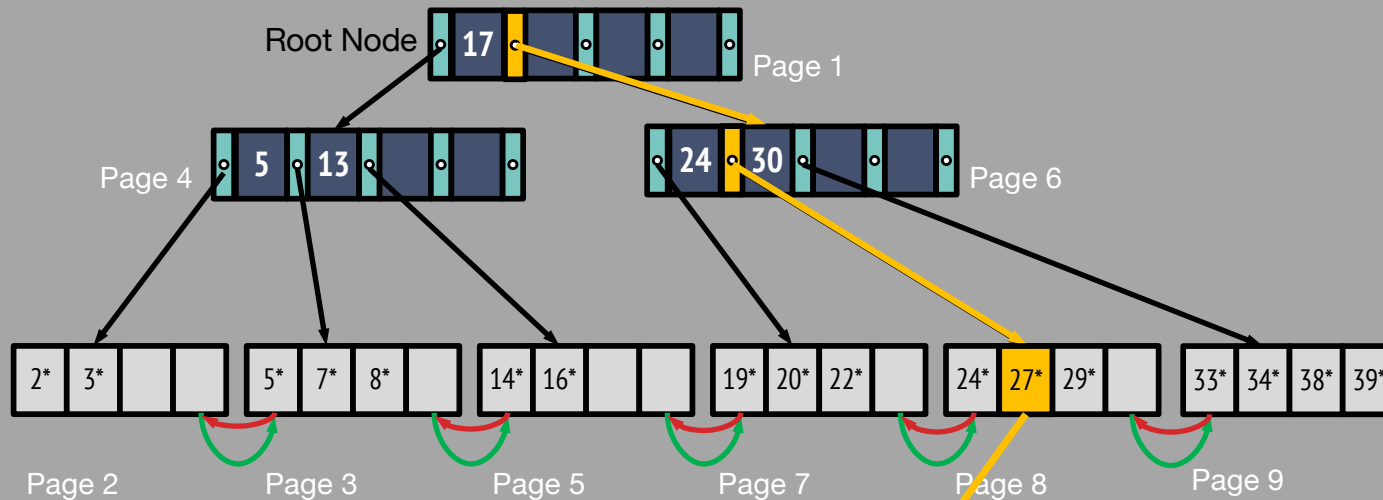 Root Node
17
Page 1
Page 4
5 13
24 30
Page 6
2* 3*
5* 7* 8*
14* 16*
19* 20* 22*
24* 27* 29*
33* 34* 38* 39*
Page 2
Page 3
Page 5
Page 7
Page 8
Page 9